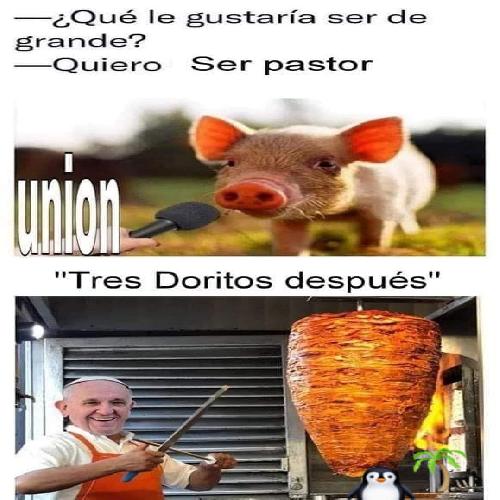 —¿Qué le gustaría ser de
grande?
—Quiero Ser pastor
union
"Tres Doritos después"